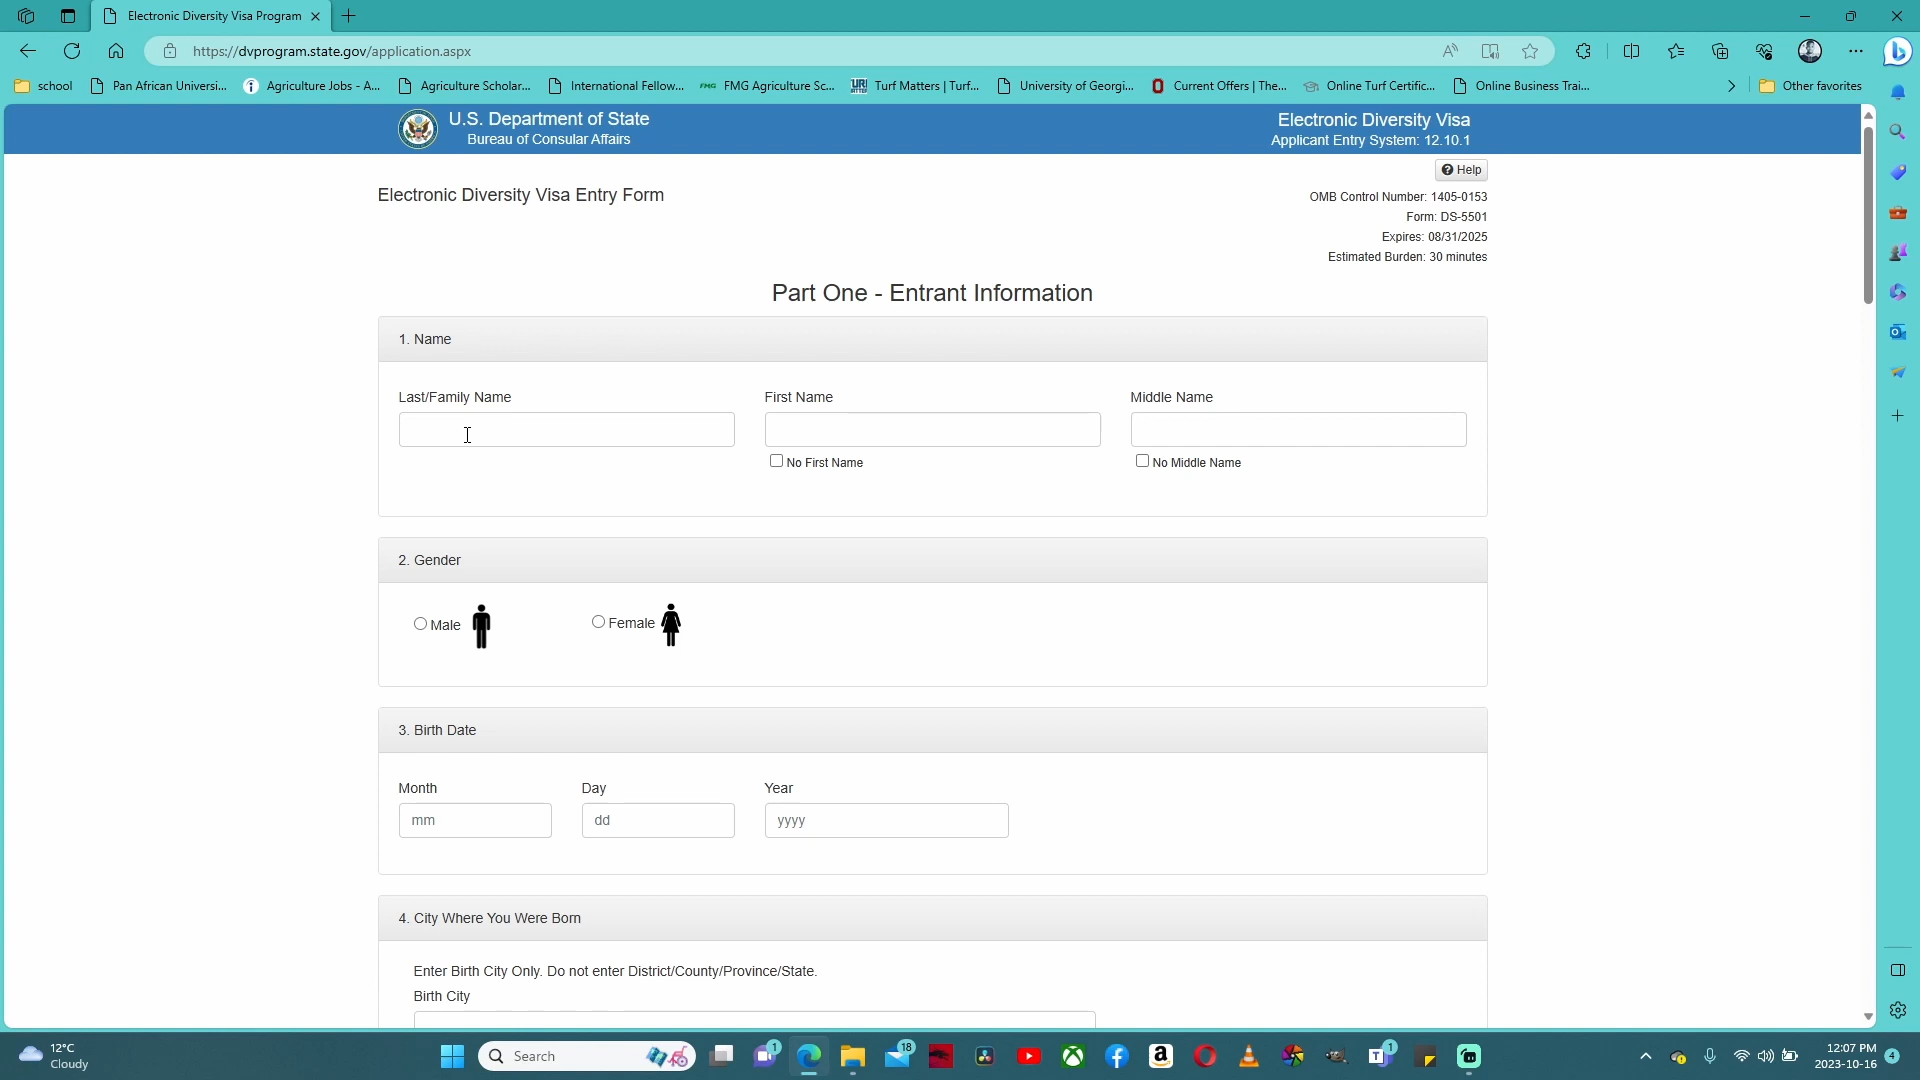 Electronic Diversity Visa Program
https://dvprogram.state.gov/application.aspx
school
Pan African Universi...
Agriculture Jobs - A...
Agriculture Scholar...
International Fellow...
FMG Agriculture Sc...
Turf Matters | Turf...
University of Georgi...
Current Offers | The...
Online Turf Certific...
Online Business Trai...
Other favorites
U.S. Department of State
Bureau of Consular Affairs
Electronic Diversity Visa
Applicant Entry System: 12.10.1
Help
Electronic Diversity Visa Entry Form
OMB Control Number: 1405-0153
Form: DS-5501
Expires: 08/31/2025
Estimated Burden: 30 minutes
Part One - Entrant Information
1. Name
Last/Family Name
First Name
Middle Name
No First Name
No Middle Name
2. Gender
Male
Female
3. Birth Date
Month
Day
Year
mm
dd
yyyy
4. City Where You Were Born
Enter Birth City Only. Do not enter District/County/Province/State.
Birth City
12°C
Cloudy
Search
1
18
1
12:07 PM
2023-10-16
4